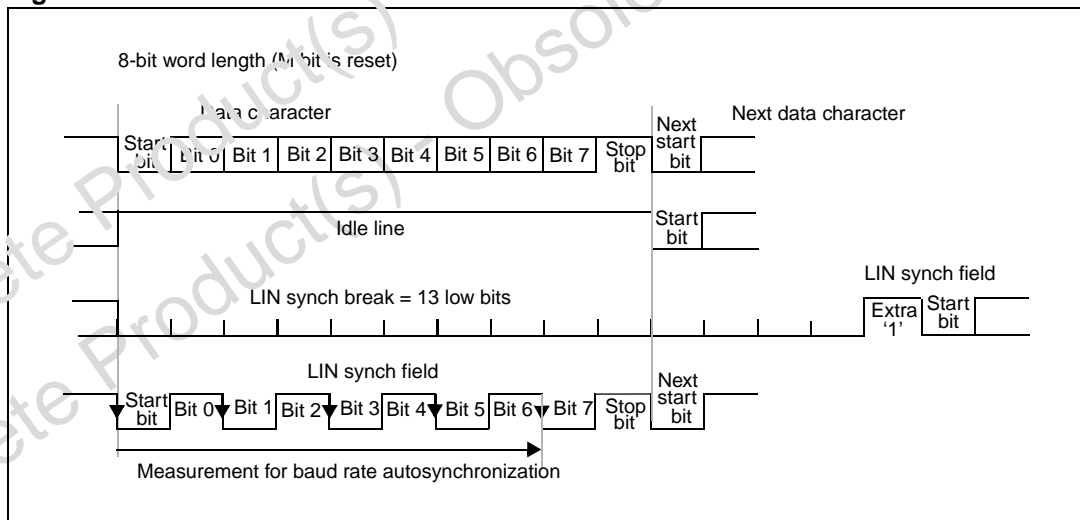 8-bit word length (M bit is reset)
Data character
Next data character
Start bit
Bit 0
Bit 1
Bit 2
Bit 3
Bit 4
Bit 5
Bit 6
Bit 7
Stop bit
Next start bit
Idle line
Start bit
LIN synch field
LIN synch break = 13 low bits
Extra '1'
Start bit
LIN synch field
Start bit
Bit 0
Bit 1
Bit 2
Bit 3
Bit 4
Bit 5
Bit 6
Bit 7
Stop bit
Next start bit
Measurement for baud rate autosynchronization
ete Product(s) - Obsol
ete Product(s)